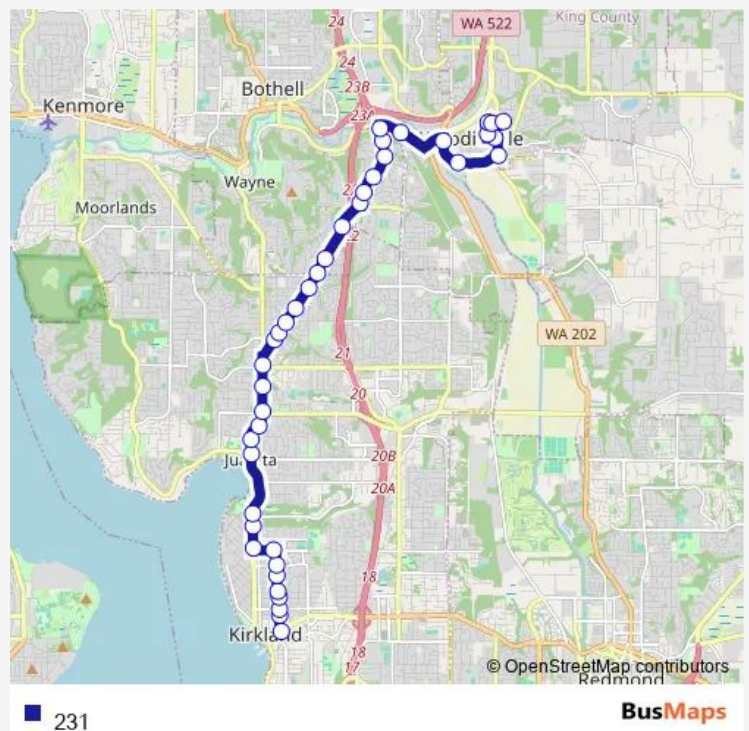 24
WA 522
King County
24
Bothell
23B
Kenmore
23A
Wayne
Moorlands
WA 202
21
20
20B
20A
18
Kirkland
18
17
© OpenStreetMap contributors
Redmond
231
BusMaps